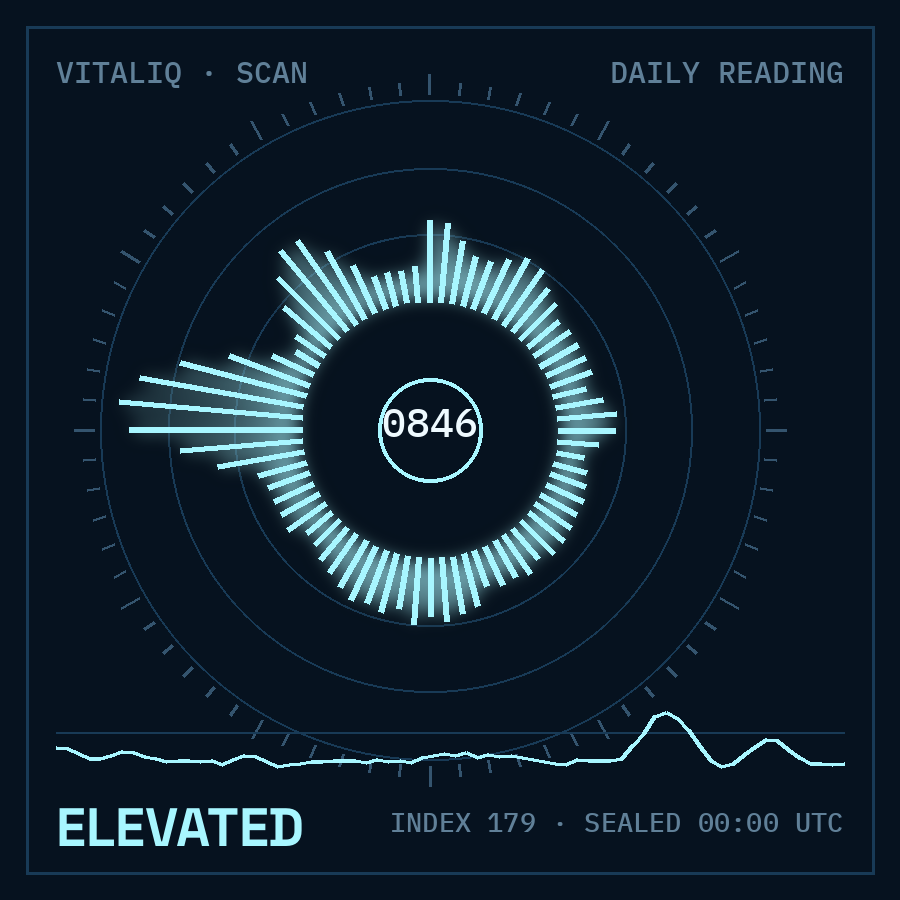 VITALIQ · SCAN
DAILY READING
0846
ELEVATED
INDEX 179 · SEALED 00:00 UTC